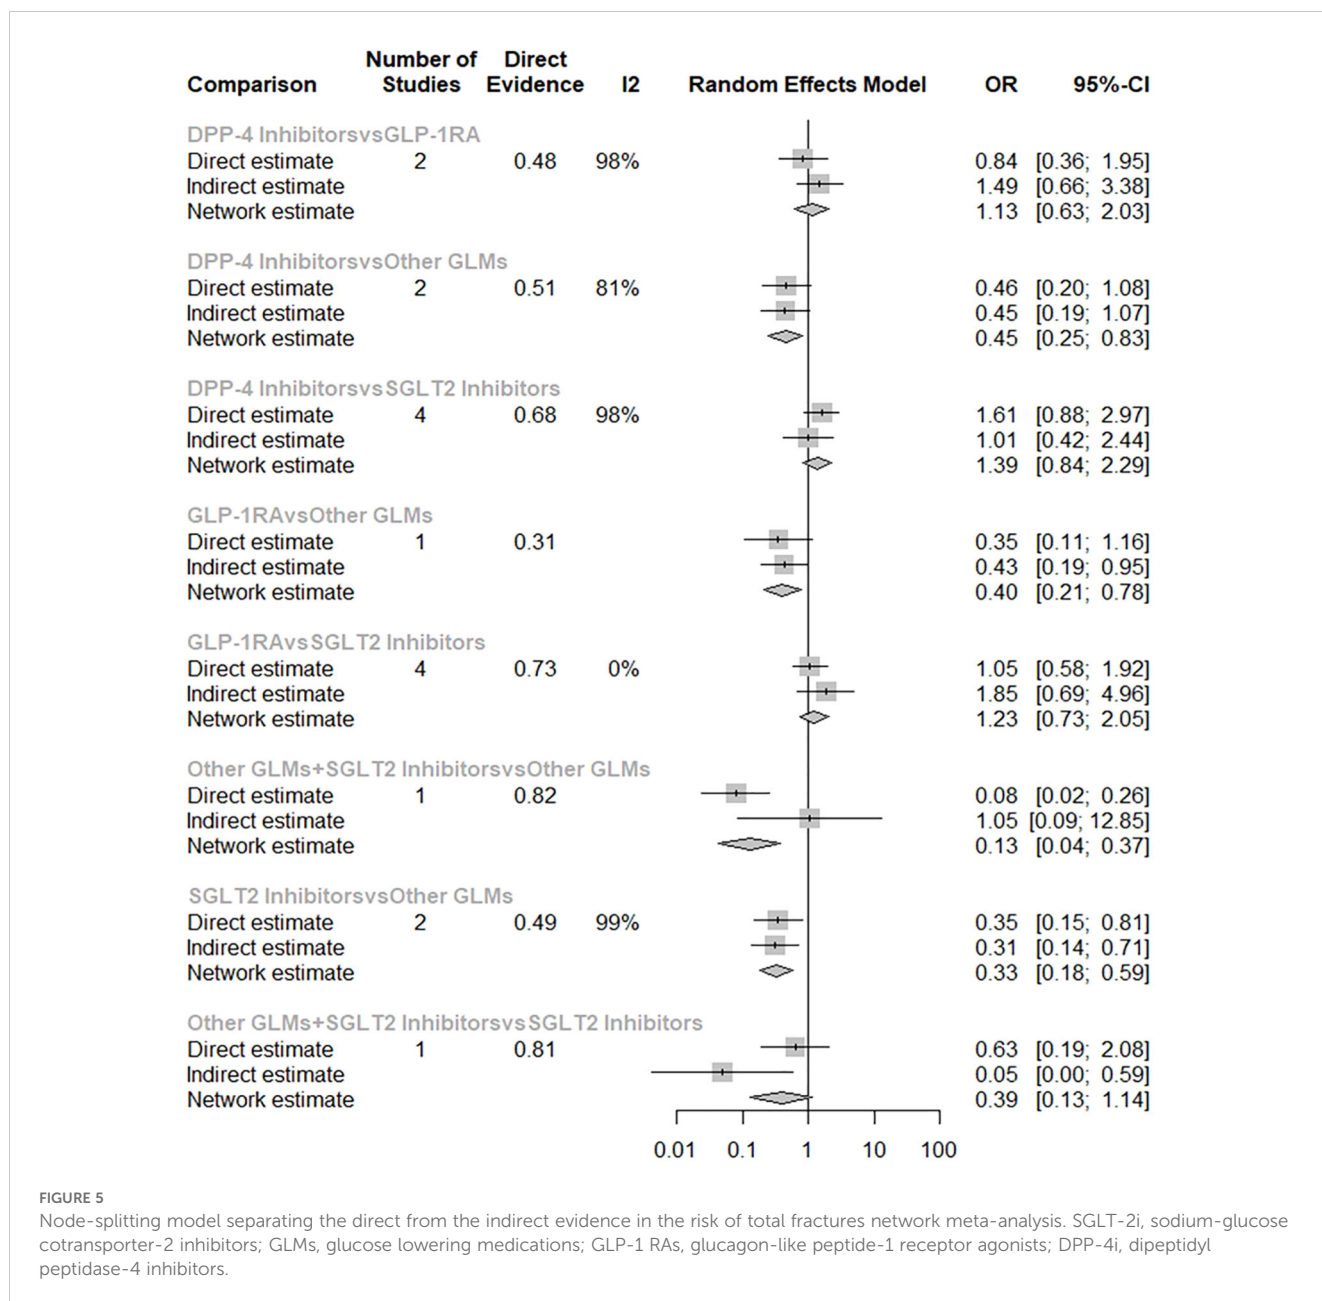 Number of Direct
Comparison Studies Evidence I2 Random Effects Model OR 95%-CI
DPP-4 InhibitorsvsGLP-1RA
Direct estimate 2 0.48 98% 0.84 [0.36; 1.95]
Indirect estimate 1.49 [0.66; 3.38]
Network estimate 1.13 [0.63; 2.03]
DPP-4 InhibitorsvsOther GLMs
Direct estimate 2 0.51 81% 0.46 [0.20; 1.08]
Indirect estimate 0.45 [0.19; 1.07]
Network estimate 0.45 [0.25; 0.83]
DPP-4 InhibitorsvsSGLT2 Inhibitors
Direct estimate 4 0.68 98% 1.61 [0.88; 2.97]
Indirect estimate 1.01 [0.42; 2.44]
Network estimate 1.39 [0.84; 2.29]
GLP-1RAvsOther GLMs
Direct estimate 1 0.31 0.35 [0.11; 1.16]
Indirect estimate 0.43 [0.19; 0.95]
Network estimate 0.40 [0.21; 0.78]
GLP-1RAvsSGLT2 Inhibitors
Direct estimate 4 0.73 0% 1.05 [0.58; 1.92]
Indirect estimate 1.85 [0.69; 4.96]
Network estimate 1.23 [0.73; 2.05]
Other GLMs+SGLT2 InhibitorsvsOther GLMs
Direct estimate 1 0.82 0.08 [0.02; 0.26]
Indirect estimate 1.05 [0.09; 12.85]
Network estimate 0.13 [0.04; 0.37]
SGLT2 InhibitorsvsOther GLMs
Direct estimate 2 0.49 99% 0.35 [0.15; 0.81]
Indirect estimate 0.31 [0.14; 0.71]
Network estimate 0.33 [0.18; 0.59]
Other GLMs+SGLT2 InhibitorsvsSGLT2 Inhibitors
Direct estimate 1 0.81 0.63 [0.19; 2.08]
Indirect estimate 0.05 [0.00; 0.59]
Network estimate 0.39 [0.13; 1.14]
0.01 0.1 1 10 100
FIGURE 5
Node-splitting model separating the direct from the indirect evidence in the risk of total fractures network meta-analysis. SGLT-2i, sodium-glucose
cotransporter-2 inhibitors; GLMs, glucose lowering medications; GLP-1 RAs, glucagon-like peptide-1 receptor agonists; DPP-4i, dipeptidyl
peptidase-4 inhibitors.